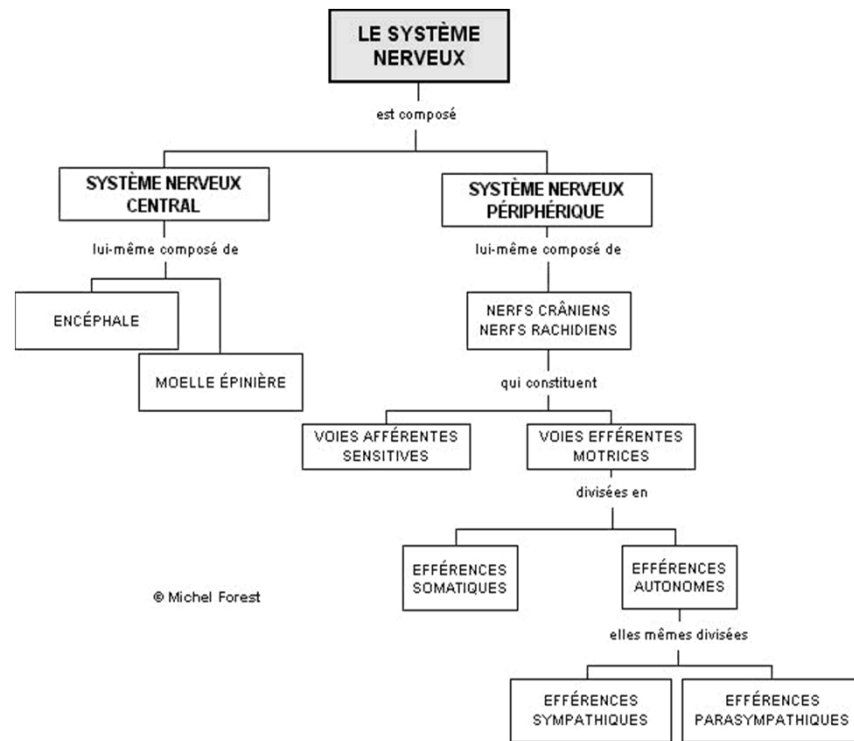 LE SYSTÈME
NERVEUX
est composé
SYSTÈME NERVEUX
CENTRAL
SYSTÈME NERVEUX
PÉRIPHÉRIQUE
lui-même composé de
lui-même composé de
ENCÉPHALE
MOELLE ÉPINIÈRE
NERFS CRÂNIENS
NERFS RACHIDIENS
qui constituent
VOIES AFFÉRENTES
SENSITIVES
VOIES EFFÉRENTES
MOTRICES
divisées en
EFFÉRENCES
SOMATIQUES
EFFÉRENCES
AUTONOMES
© Michel Forest
elles mêmes divisées
EFFÉRENCES
SYMPATHIQUES
EFFÉRENCES
PARASYMPATHIQUES